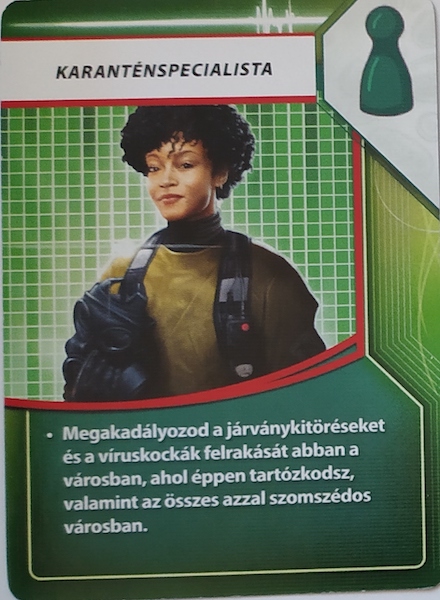 KARANTÉNSPECIALISTA
• Megakadályozod a járványkitöréseket
és a víruskockák felrakását abban a
városban, ahol éppen tartózkodsz,
valamint az összes azzal szomszédos
városban.